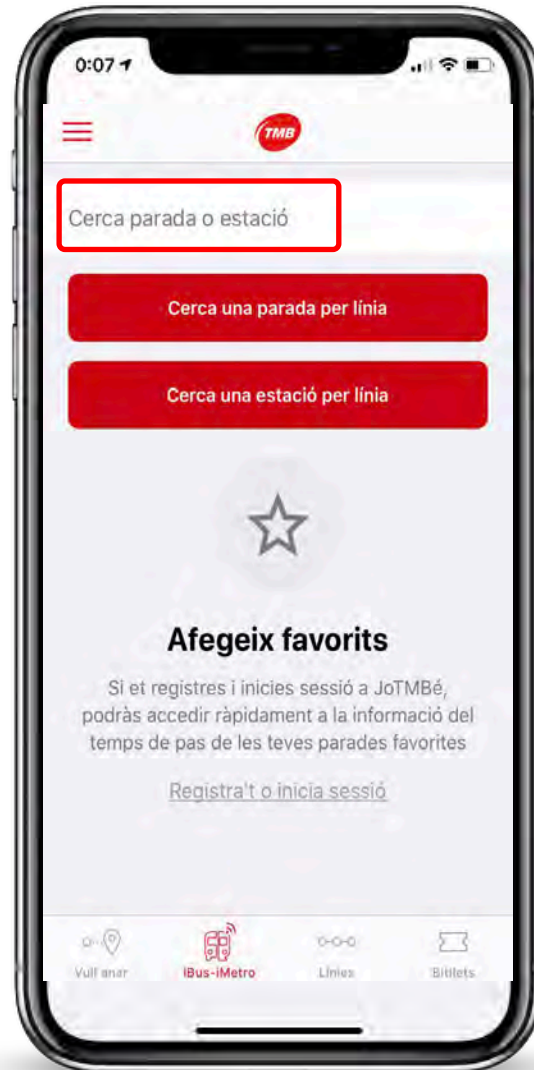 0:07
TMB
Cerca parada o estació
Cerca una parada per línia
Cerca una estació per línia
Afegeix favorits
Si et registres i inicies sessió a JoTMBé,
podràs accedir ràpidament a la informació del
temps de pas de les teves parades favorites
Registra't o inicia sessió
Vull anar iBus-iMetro Línies Bitllets